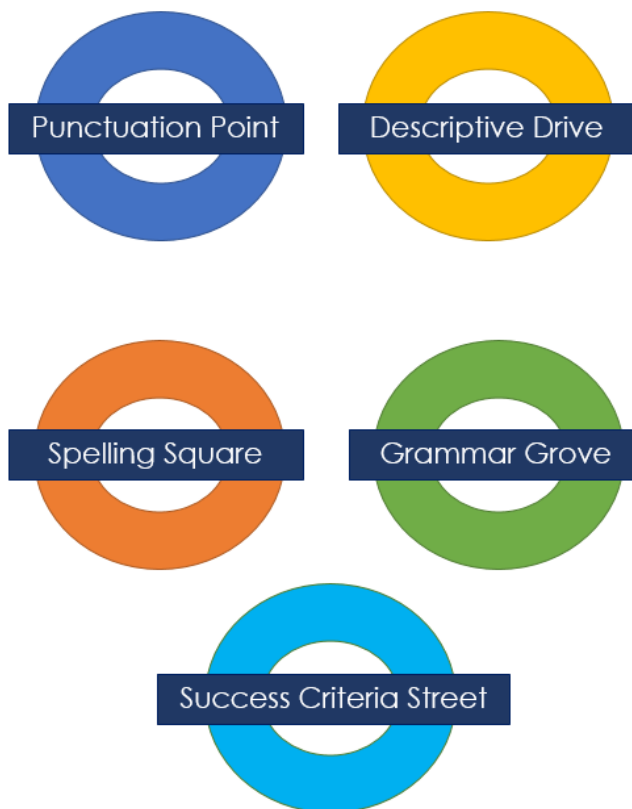 Punctuation Point
Descriptive Drive
Spelling Square
Grammar Grove
Success Criteria Street